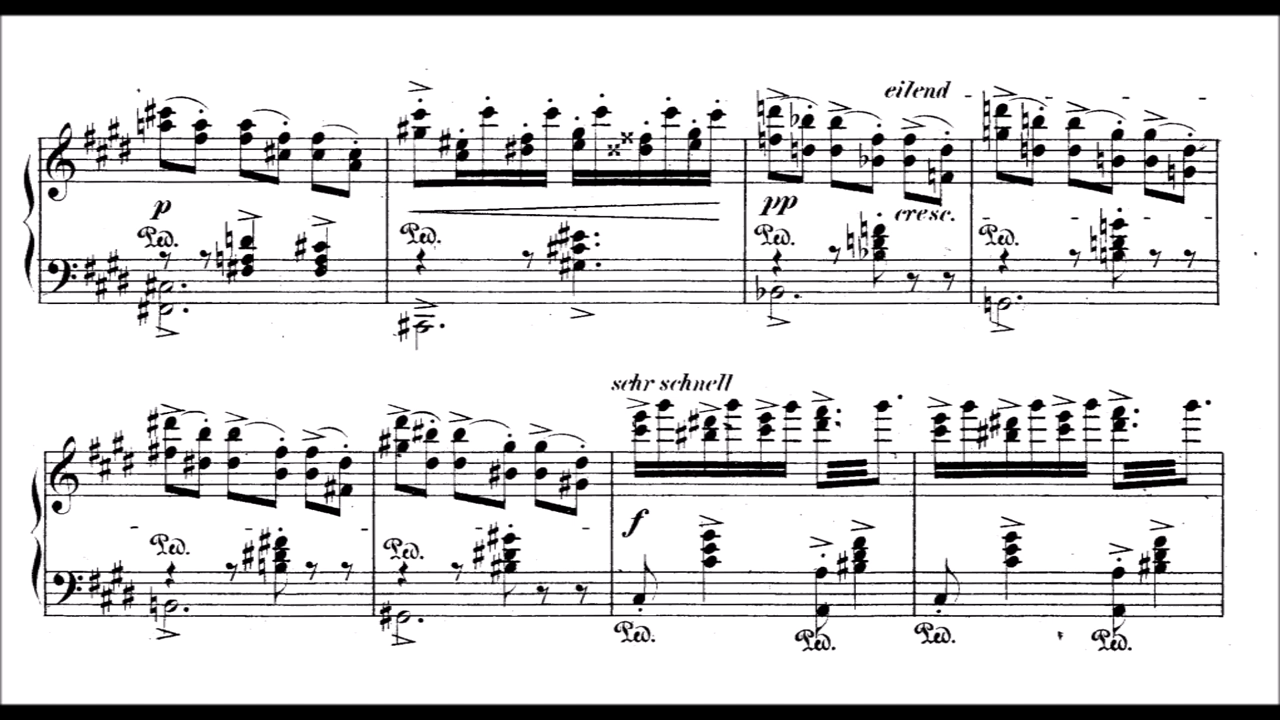 eilend
p
pp
cresc.
Ped. Ped. Ped. Ped.
sehr schnell
f
Ped. Ped.
Ped. Ped. Ped. Ped.